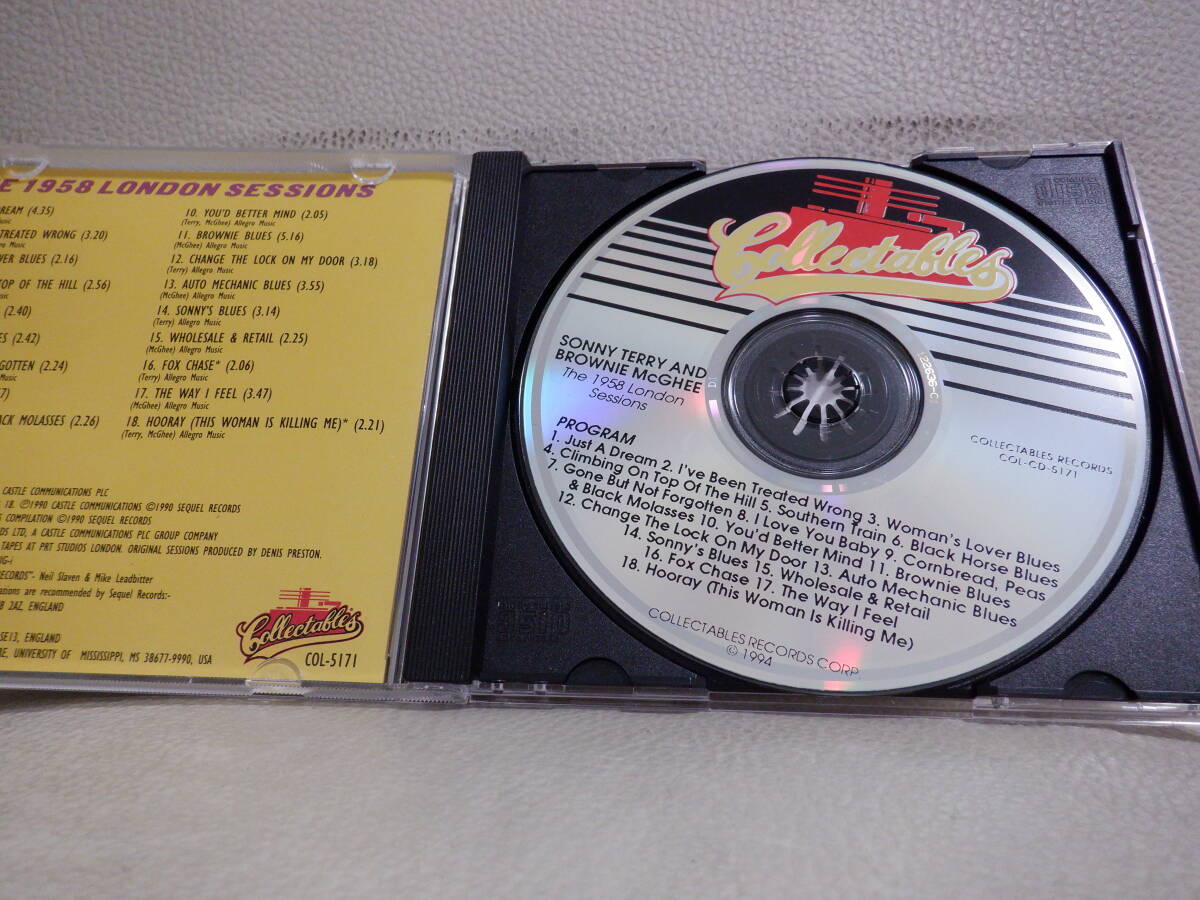 1958 LONDON SESSIONS
(4.35)
TREATED WRONG (3.20)
BLUES (2.16)
TOP OF THE HILL (2.56)
(2.40)
(2.42)
(2.24)
MOLASSES (2.26)
10. YOU'D BETTER MIND (2.05)
(Terry, McGhee) Allegro Music
11. BROWNIE BLUES (5.16)
(McGhee) Allegro Music
12. CHANGE THE LOCK ON MY DOOR (3.18)
(Terry) Allegro Music
13. AUTO MECHANIC BLUES (3.55)
(McGhee) Allegro Music
14. SONNY'S BLUES (3.14)
(Terry) Allegro Music
15. WHOLESALE & RETAIL (2.25)
(McGhee) Allegro Music
16. FOX CHASE* (2.06)
(Terry) Allegro Music
17. THE WAY I FEEL (3.47)
(McGhee) Allegro Music
18. HOORAY (THIS WOMAN IS KILLING ME)* (2.21)
(Terry, McGhee) Allegro Music
CASTLE COMMUNICATIONS PLC
18. ℗1990 CASTLE COMMUNICATIONS ©1990 SEQUEL RECORDS
COMPILATION ©1990 SEQUEL RECORDS
LTD, A CASTLE COMMUNICATIONS PLC GROUP COMPANY
TAPES AT PRT STUDIOS LONDON. ORIGINAL SESSIONS PRODUCED BY DENIS PRESTON.
Neil Slaven & Mike Leadbitter
are recommended by Sequel Records:-
2AZ, ENGLAND
SE13, ENGLAND
UNIVERSITY OF MISSISSIPPI, MS 38677-9990, USA
Collectables
COL-5171
Collectables
SONNY TERRY AND
BROWNIE McGHEE
The 1958 London
Sessions
COLLECTABLES RECORDS
COL-CD-5171
PROGRAM
1. Just A Dream 2. I've Been Treated Wrong 3. Woman's Lover Blues
4. Climbing On Top Of The Hill 5. Southern Train 6. Black Horse Blues
7. Gone But Not Forgotten 8. I Love You Baby 9. Cornbread, Peas
& Black Molasses 10. You'd Better Mind 11. Brownie Blues
12. Change The Lock On My Door 13. Auto Mechanic Blues
14. Sonny's Blues 15. Wholesale & Retail
16. Fox Chase 17. The Way I Feel
18. Hooray (This Woman Is Killing Me)
COLLECTABLES RECORDS CORP
© 1994